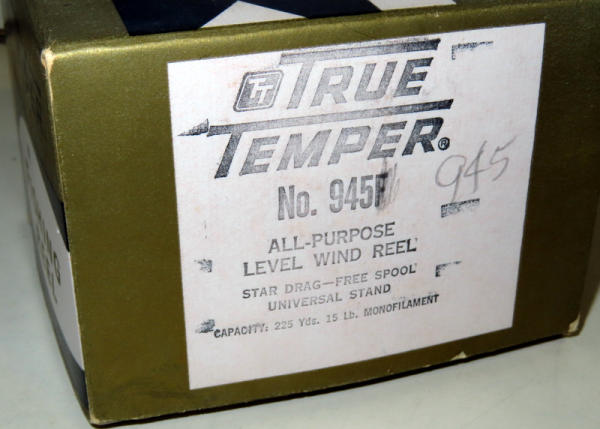 TT TRUE
TEMPER®
No. 945F
945
ALL-PURPOSE
LEVEL WIND REEL
STAR DRAG—FREE SPOOL
UNIVERSAL STAND
CAPACITY: 225 Yds. 15 Lb. MONOFILAMENT